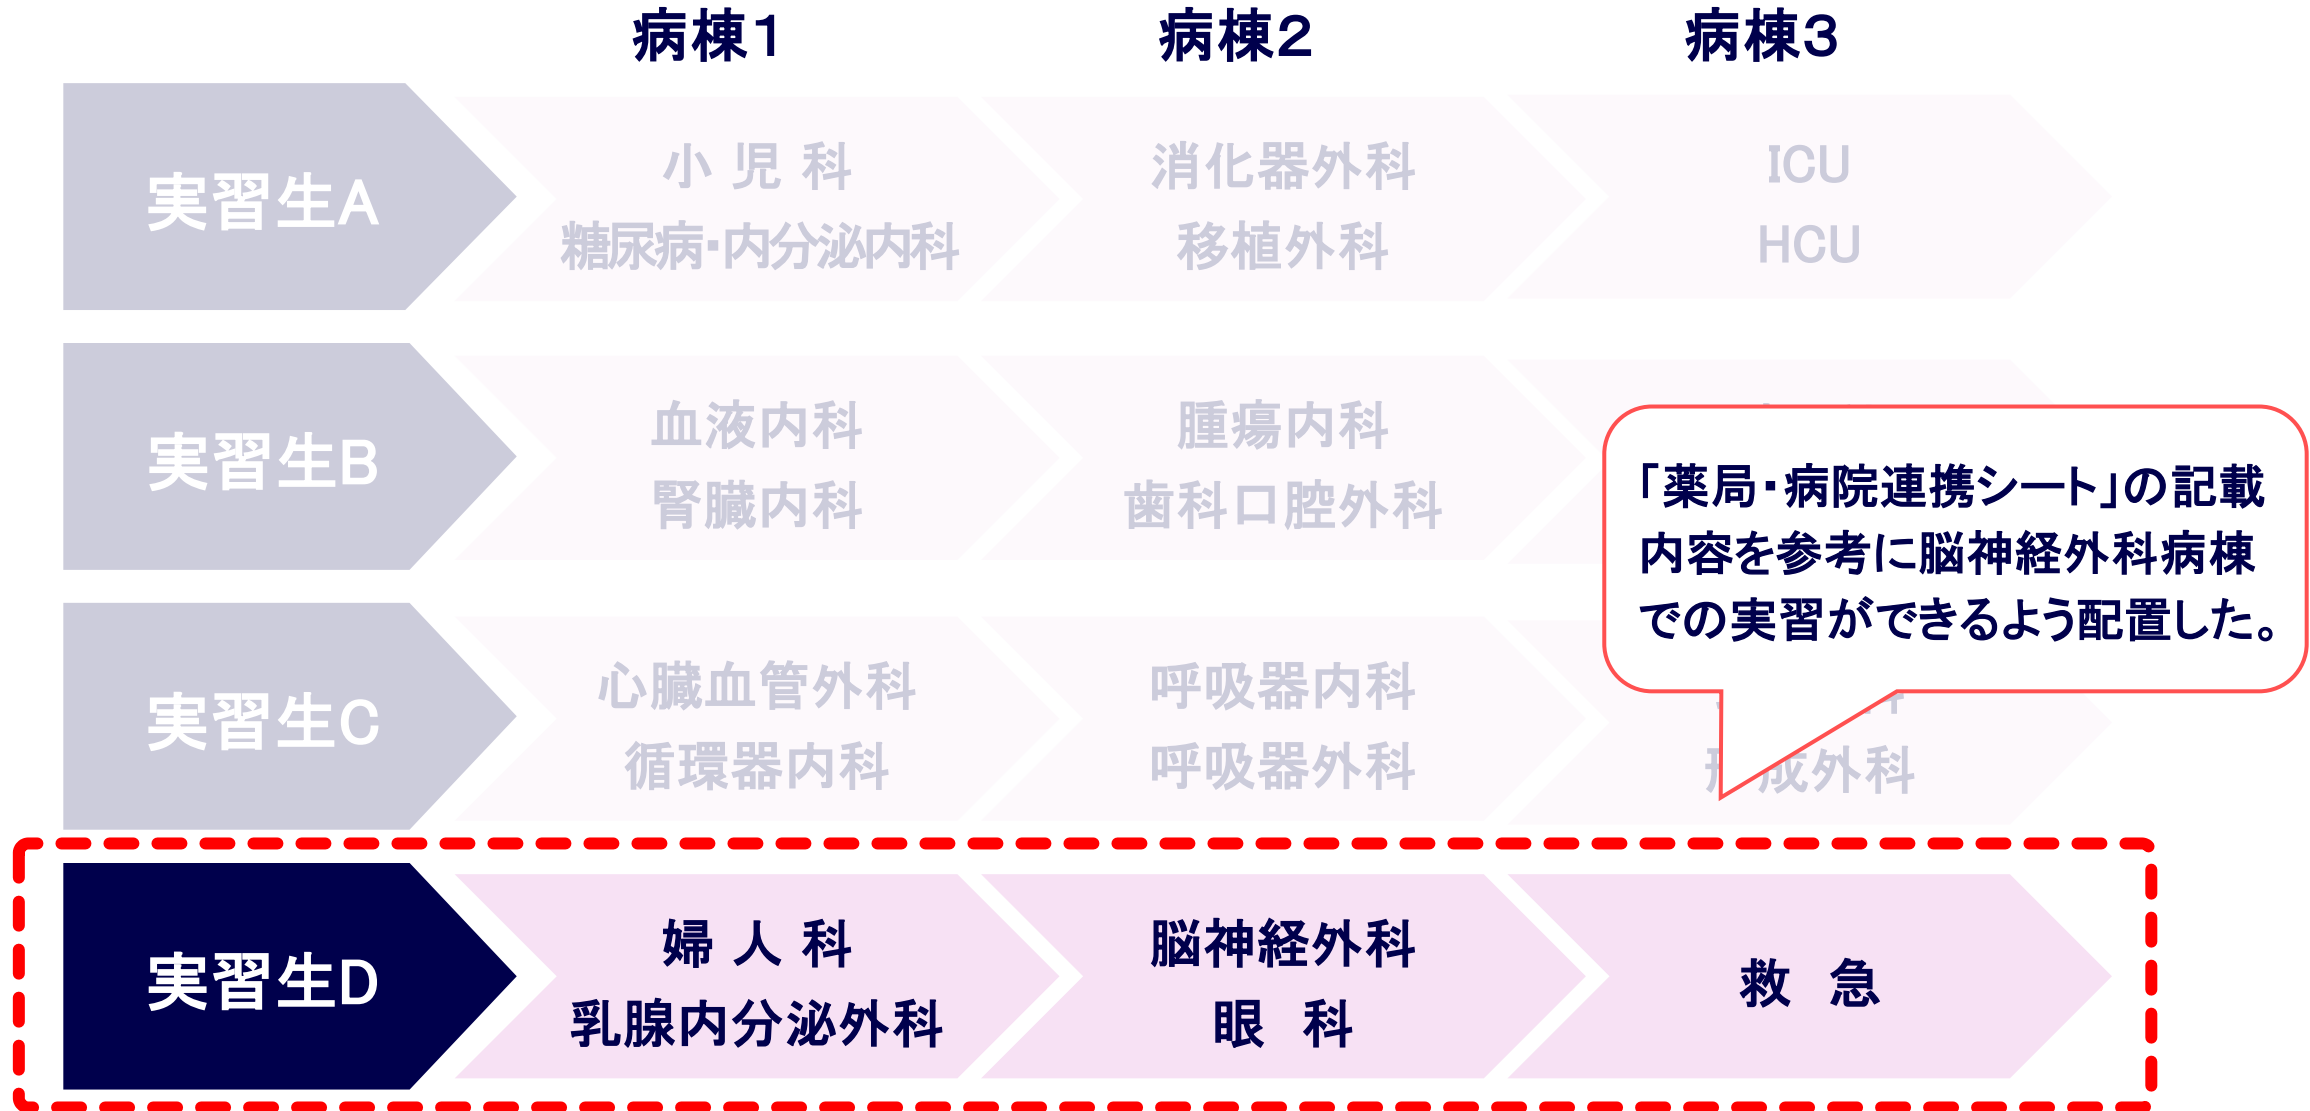 病棟1
病棟2
病棟3
実習生A
小 児 科
糖尿病・内分泌内科
消化器外科
移植外科
ICU
HCU
実習生B
血液内科
腎臓内科
腫瘍内科
歯科口腔外科
「薬局・病院連携シート」の記載
内容を参考に脳神経外科病棟
での実習ができるよう配置した。
実習生C
心臓血管外科
循環器内科
呼吸器内科
呼吸器外科
形成外科
実習生D
婦 人 科
乳腺内分泌外科
脳神経外科
眼 科
救 急